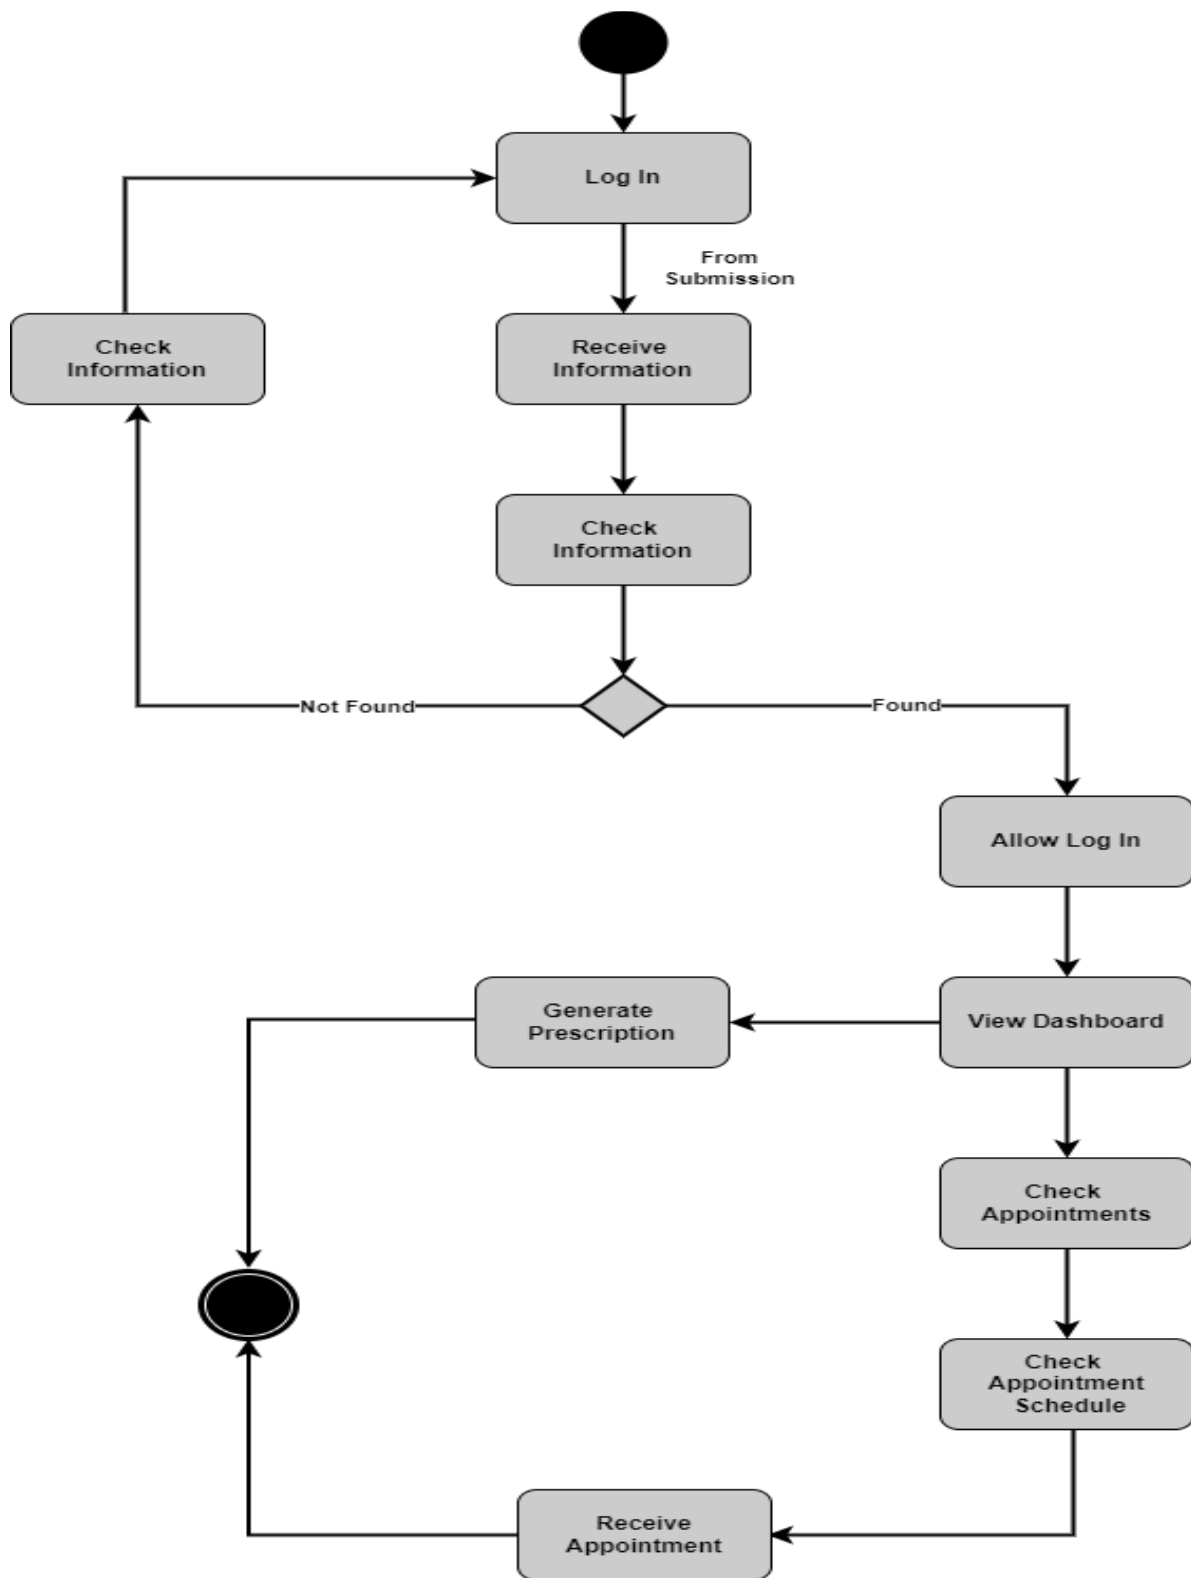 Log In
From
Submission
Check
Information
Receive
Information
Check
Information
Not Found
Found
Allow Log In
Generate
Prescription
View Dashboard
Check
Appointments
Check
Appointment
Schedule
Receive
Appointment